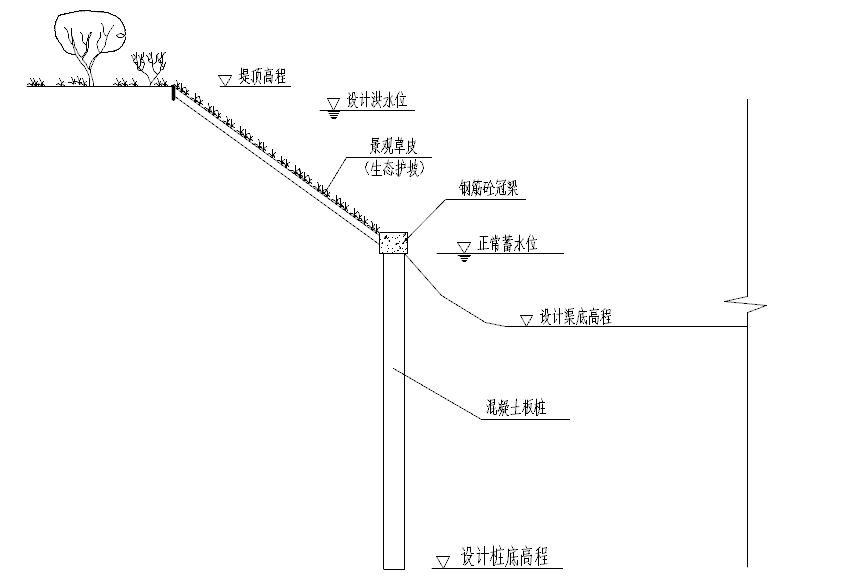 堤顶高程
设计洪水位
景观草皮
（生态护坡）
钢筋砼冠梁
正常蓄水位
设计渠底高程
混凝土板桩
设计桩底高程